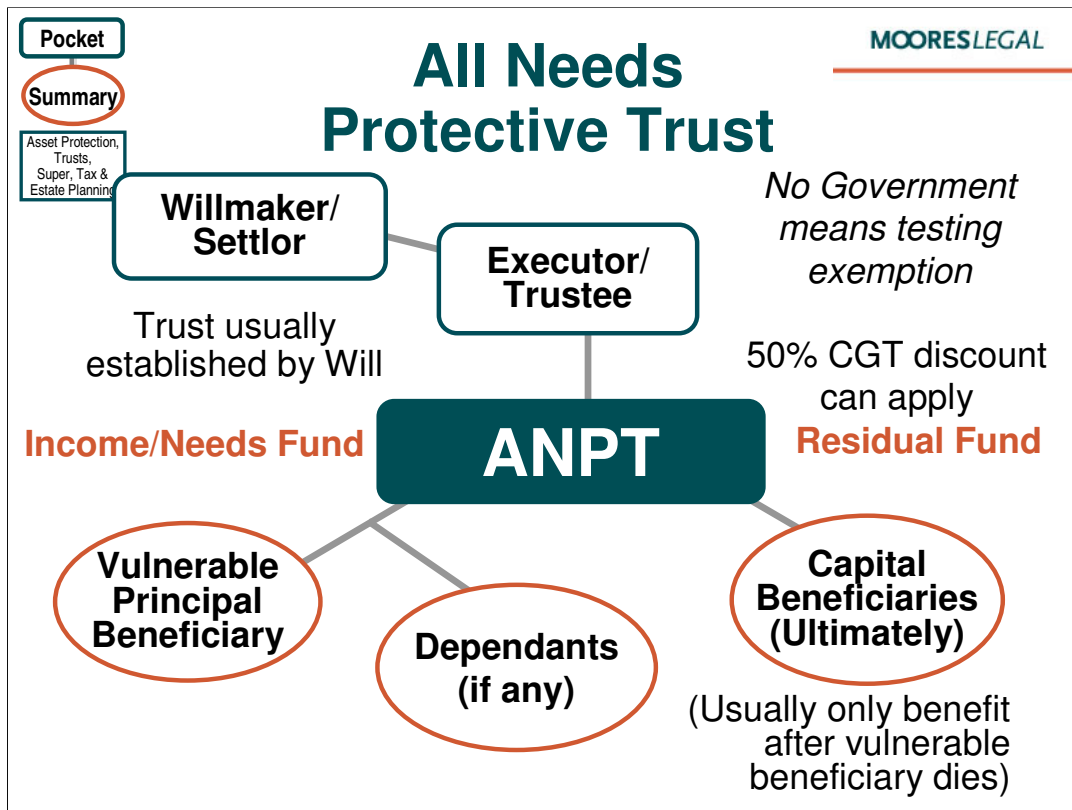 Pocket
Summary
Asset Protection,
Trusts,
Super, Tax &
Estate Planning
All Needs
Protective Trust
MOORESLEGAL
Willmaker/
Settlor
Executor/
Trustee
No Government
means testing
exemption
Trust usually
established by Will
50% CGT discount
can apply
Income/Needs Fund
ANPT
Residual Fund
Vulnerable
Principal
Beneficiary
Dependants
(if any)
Capital
Beneficiaries
(Ultimately)
(Usually only benefit
after vulnerable
beneficiary dies)